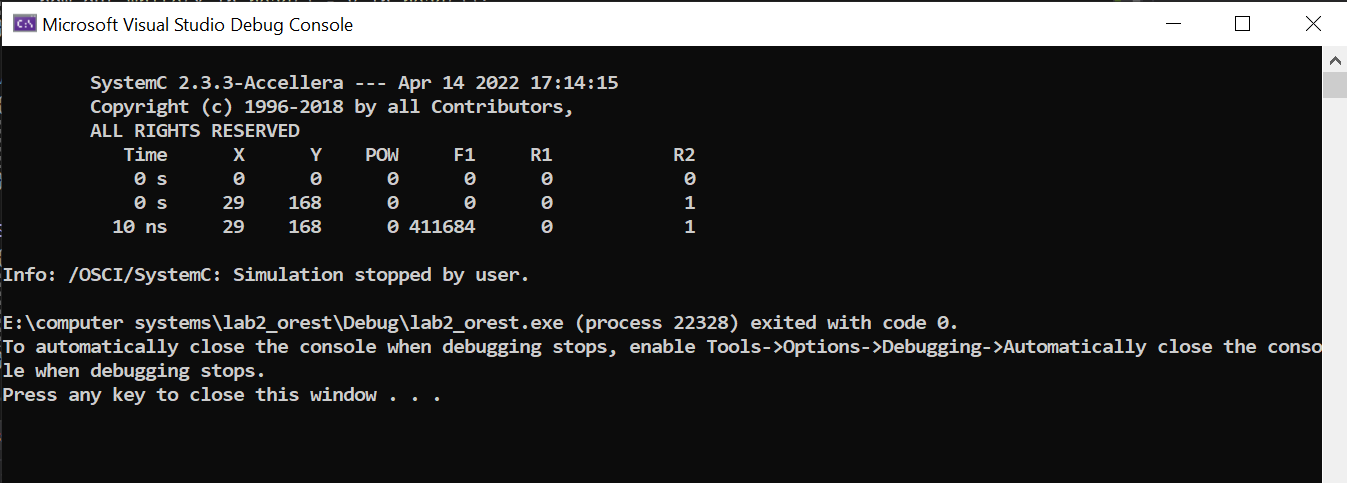 Microsoft Visual Studio Debug Console
SystemC 2.3.3-Accellera --- Apr 14 2022 17:14:15
Copyright (c) 1996-2018 by all Contributors,
ALL RIGHTS RESERVED
Time X Y POW F1 R1 R2
0 s 0 0 0 0 0 0
0 s 29 168 0 0 0 1
10 ns 29 168 0 411684 0 1
Info: /OSCI/SystemC: Simulation stopped by user.
E:\computer systems\lab2_orest\Debug\lab2_orest.exe (process 22328) exited with code 0.
To automatically close the console when debugging stops, enable Tools->Options->Debugging->Automatically close the conso
le when debugging stops.
Press any key to close this window . . .